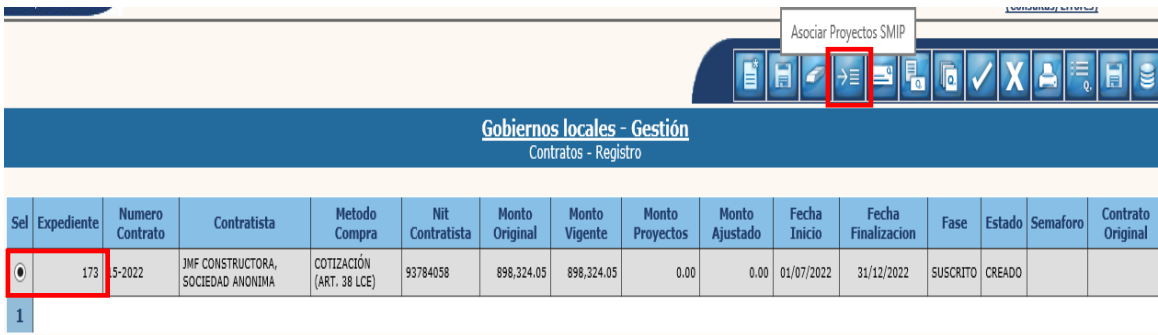 [Consultas/Errores]
Asociar Proyectos SMIP
Gobiernos locales - Gestión
Contratos - Registro
Sel Expediente Numero Contrato Contratista Metodo Compra Nit Contratista Monto Original Monto Vigente Monto Proyectos Monto Ajustado Fecha Inicio Fecha Finalizacion Fase Estado Semaforo Contrato Original
173 15-2022 JMF CONSTRUCTORA, SOCIEDAD ANONIMA COTIZACIÓN (ART. 38 LCE) 93784058 898,324.05 898,324.05 0.00 0.00 01/07/2022 31/12/2022 SUSCRITO CREADO
1